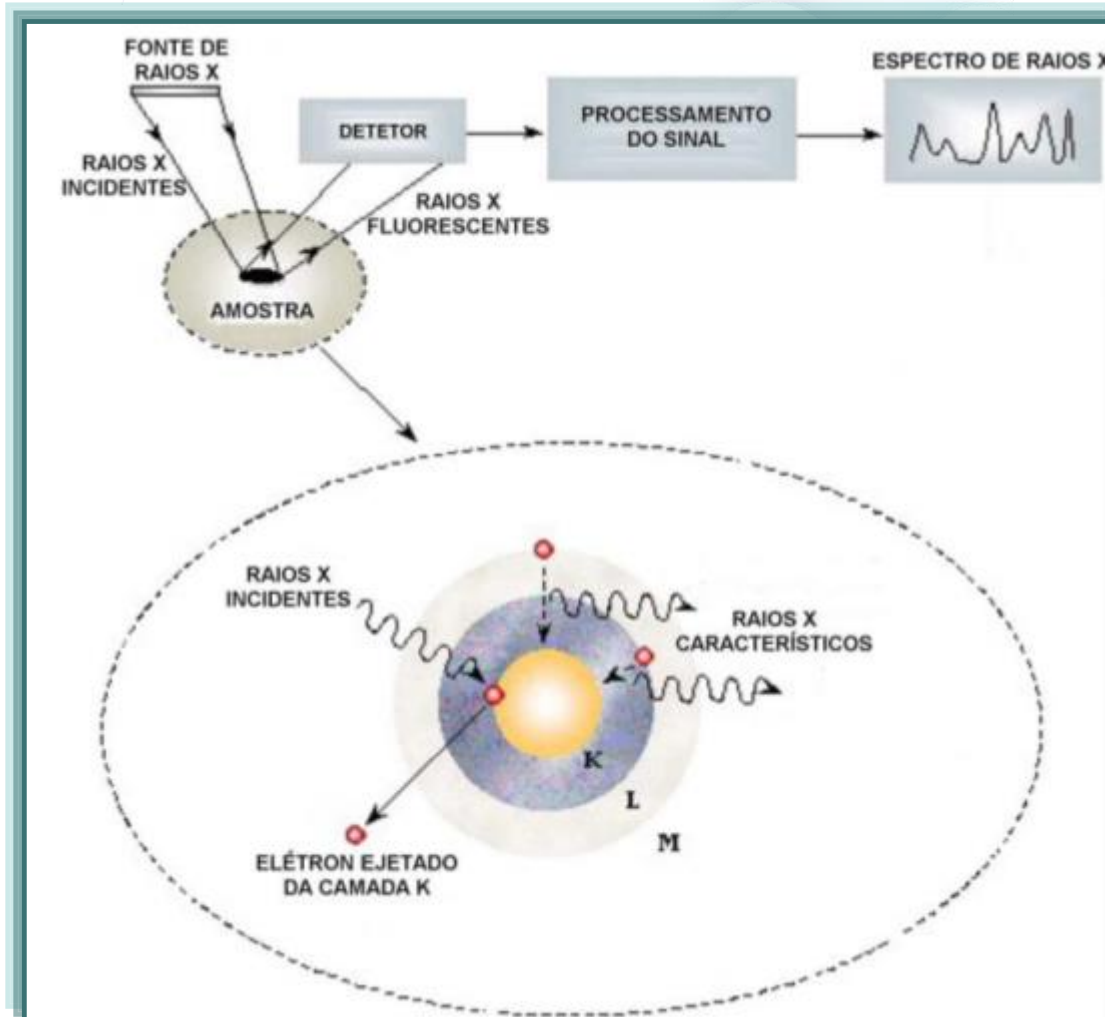 FONTE DE
RAIOS X
ESPECTRO DE RAIOS X
DETETOR
PROCESSAMENTO
DO SINAL
RAIOS X
INCIDENTES
RAIOS X
FLUORESCENTES
AMOSTRA
RAIOS X
INCIDENTES
RAIOS X
CARACTERÍSTICOS
K
L
M
ELÉTRON EJETADO
DA CAMADA K